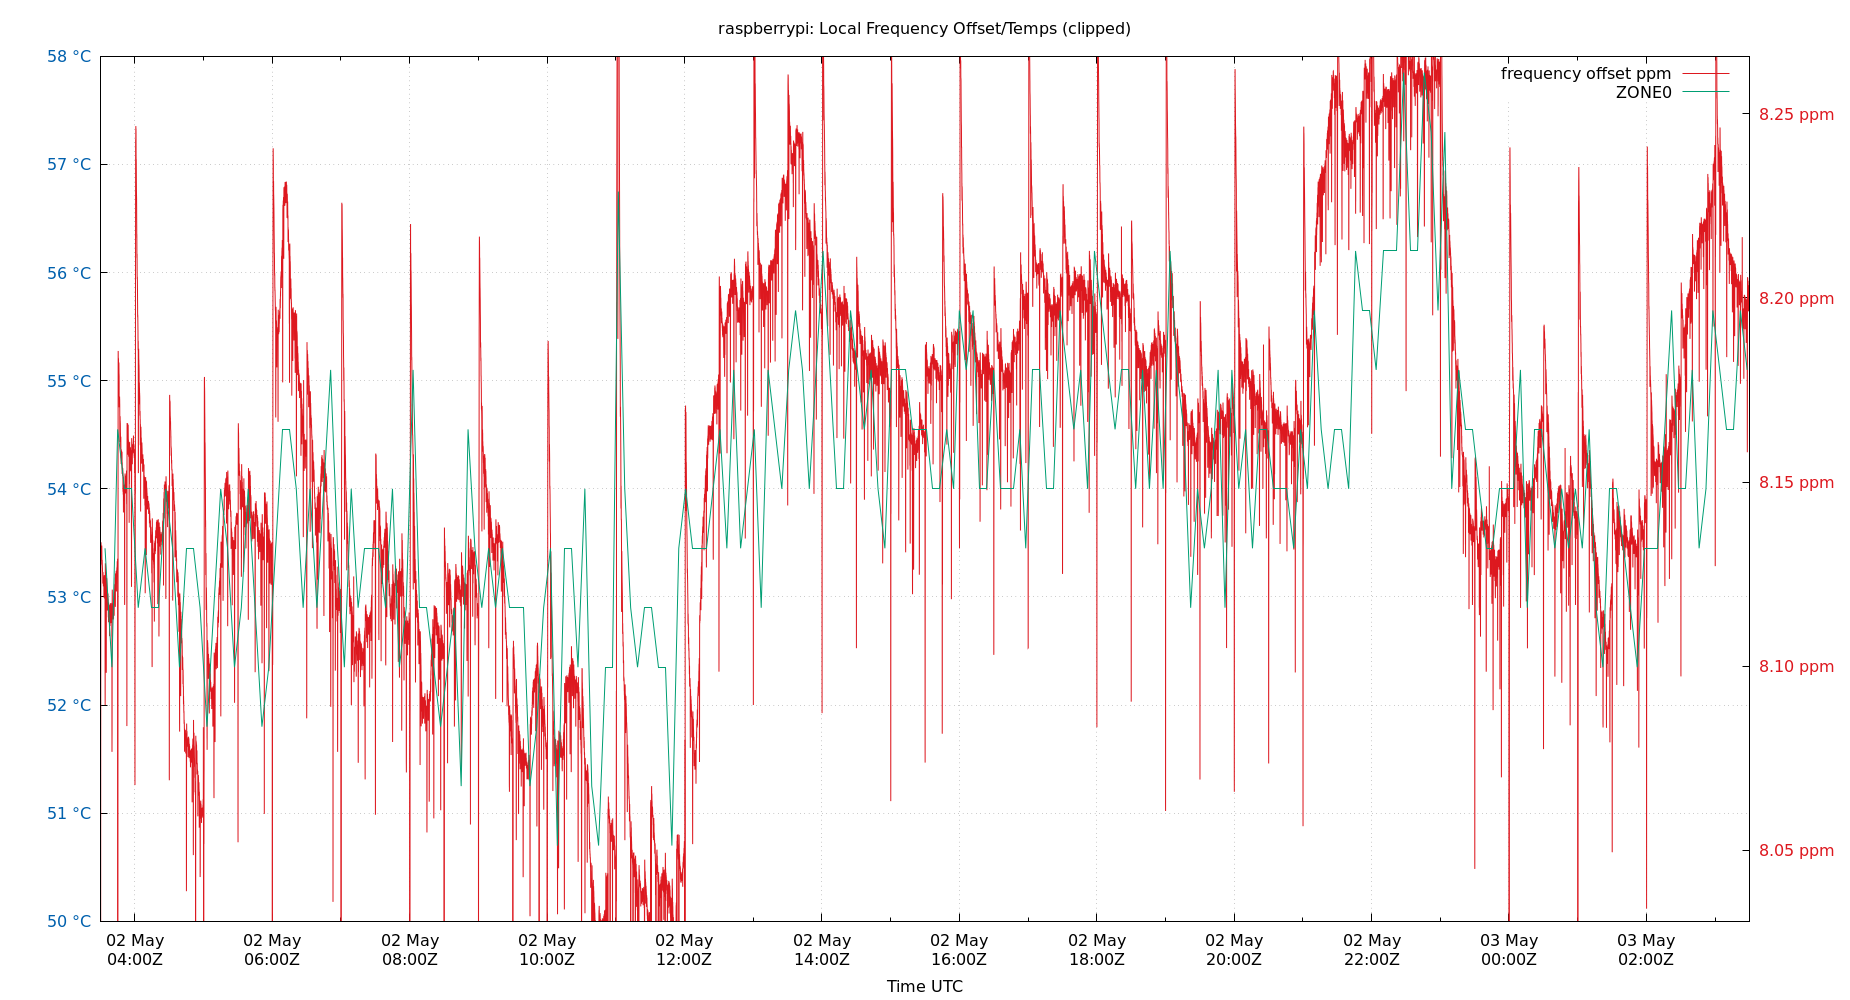 raspberrypi: Local Frequency Offset/Temps (clipped)
58 °C
57 °C
56 °C
55 °C
54 °C
53 °C
52 °C
51 °C
50 °C
frequency offset ppm
ZONE0
8.25 ppm
8.20 ppm
8.15 ppm
8.10 ppm
8.05 ppm
02 May
04:00Z
02 May
06:00Z
02 May
08:00Z
02 May
10:00Z
02 May
12:00Z
02 May
14:00Z
02 May
16:00Z
02 May
18:00Z
02 May
20:00Z
02 May
22:00Z
03 May
00:00Z
03 May
02:00Z
Time UTC